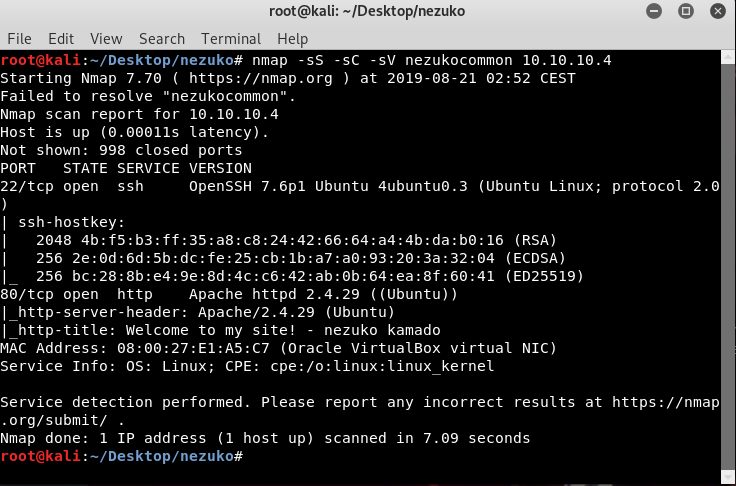 root@kali: ~/Desktop/nezuko
File Edit View Search Terminal Help
root@kali:~/Desktop/nezuko# nmap -sS -sC -sV nezukocommon 10.10.10.4
Starting Nmap 7.70 ( https://nmap.org ) at 2019-08-21 02:52 CEST
Failed to resolve "nezukocommon".
Nmap scan report for 10.10.10.4
Host is up (0.00011s latency).
Not shown: 998 closed ports
PORT   STATE SERVICE VERSION
22/tcp open  ssh     OpenSSH 7.6p1 Ubuntu 4ubuntu0.3 (Ubuntu Linux; protocol 2.0
)
| ssh-hostkey:
|   2048 4b:f5:b3:ff:35:a8:c8:24:42:66:64:a4:4b:da:b0:16 (RSA)
|   256 2e:0d:6d:5b:dc:fe:25:cb:1b:a7:a0:93:20:3a:32:04 (ECDSA)
|_  256 bc:28:8b:e4:9e:8d:4c:c6:42:ab:0b:64:ea:8f:60:41 (ED25519)
80/tcp open  http    Apache httpd 2.4.29 ((Ubuntu))
|_http-server-header: Apache/2.4.29 (Ubuntu)
|_http-title: Welcome to my site! - nezuko kamado
MAC Address: 08:00:27:E1:A5:C7 (Oracle VirtualBox virtual NIC)
Service Info: OS: Linux; CPE: cpe:/o:linux:linux_kernel
Service detection performed. Please report any incorrect results at https://nmap
.org/submit/ .
Nmap done: 1 IP address (1 host up) scanned in 7.09 seconds
root@kali:~/Desktop/nezuko#